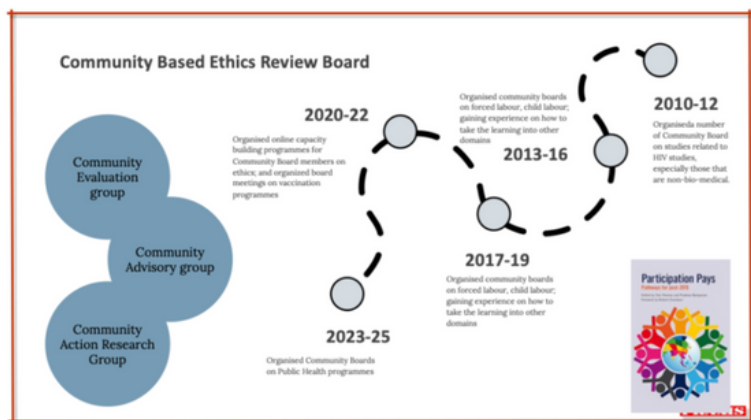 Community Based Ethics Review Board
Community
Evaluation
group
Community
Advisory group
Community
Action Research
Group
2010-12
Organiseda number
of Community Board
on studies related to
HIV studies,
especially those that
are non-bio-medical.
Organised community boards
on forced labour, child labour;
gaining experience on how to
take the learning into other
domains
2013-16
2017-19
Organised community boards
on forced labour, child labour;
gaining experience on how to
take the learning into other
domains
2020-22
Organised online capacity
building programmes for
Community Board members on
ethics; and organized board
meetings on vaccination
programmes
2023-25
Organised Community Boards
on Public Health programmes
Participation Pays
Pathways for post-2015